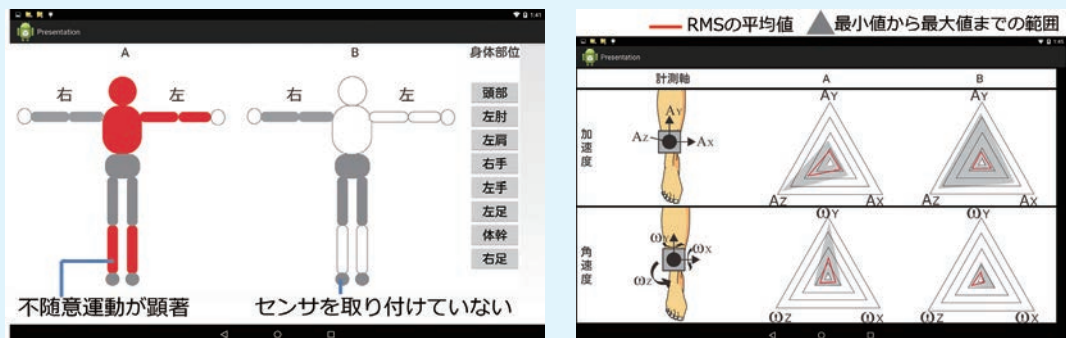 1:41
Presentation
A
B
身体部位
右
左
右
左
頭部
左肘
左肩
右手
左手
左足
体幹
右足
不随意運動が顕著
センサを取り付けていない
RMSの平均値
最小値から最大値までの範囲
1:45
Presentation
計測軸
A
B
加速度
AY
AZ
AX
AY
AZ
AX
AY
AZ
AX
角速度
ωY
ωX
ωZ
ωY
ωZ
ωX
ωY
ωZ
ωX